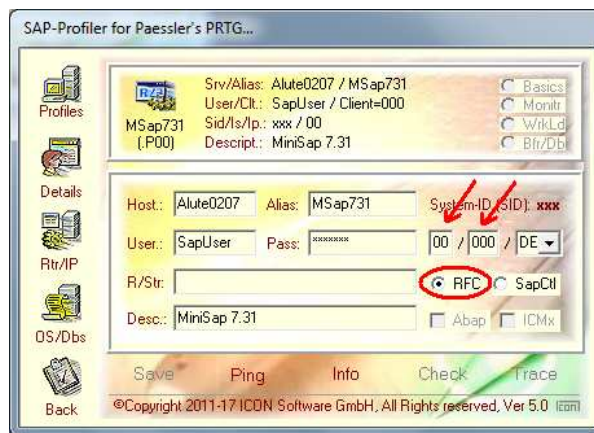 SAP-Profiler for Paessler's PRTG...
Profiles
Details
Rtr/IP
OS/Dbs
Back
MSap731
(.P00)
Srv/Alias: Alute0207 / MSap731
User/Clt.: SapUser / Client=000
Sid/Is/Ip.: xxx / 00
Descript.: MiniSap 7.31
Basics
Monitr
WrkLd
Bfr/Db
Host.: Alute0207 Alias: MSap731 System-ID (SID): xxx
User.: SapUser Pass: xxxxxxx 00 / 000 / DE
R/Str: RFC SapCtl
Desc.: MiniSap 7.31 Abap ICMx
Save Ping Info Check Trace
©Copyright 2011-17 ICON Software GmbH, All Rights reserved, Ver 5.0 icon